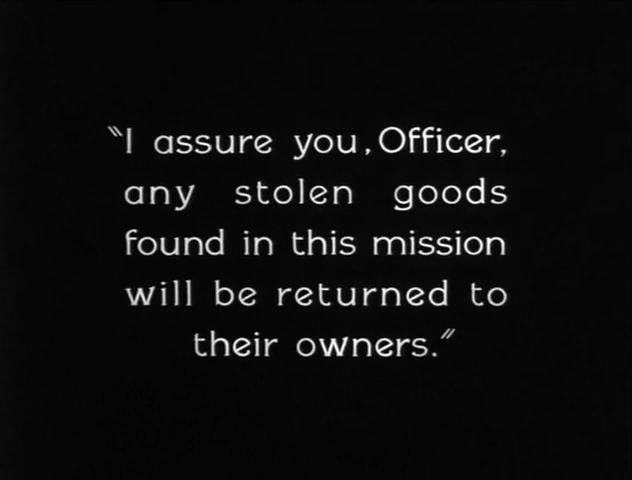 "I assure you, Officer,
any stolen goods
found in this mission
will be returned to
their owners."